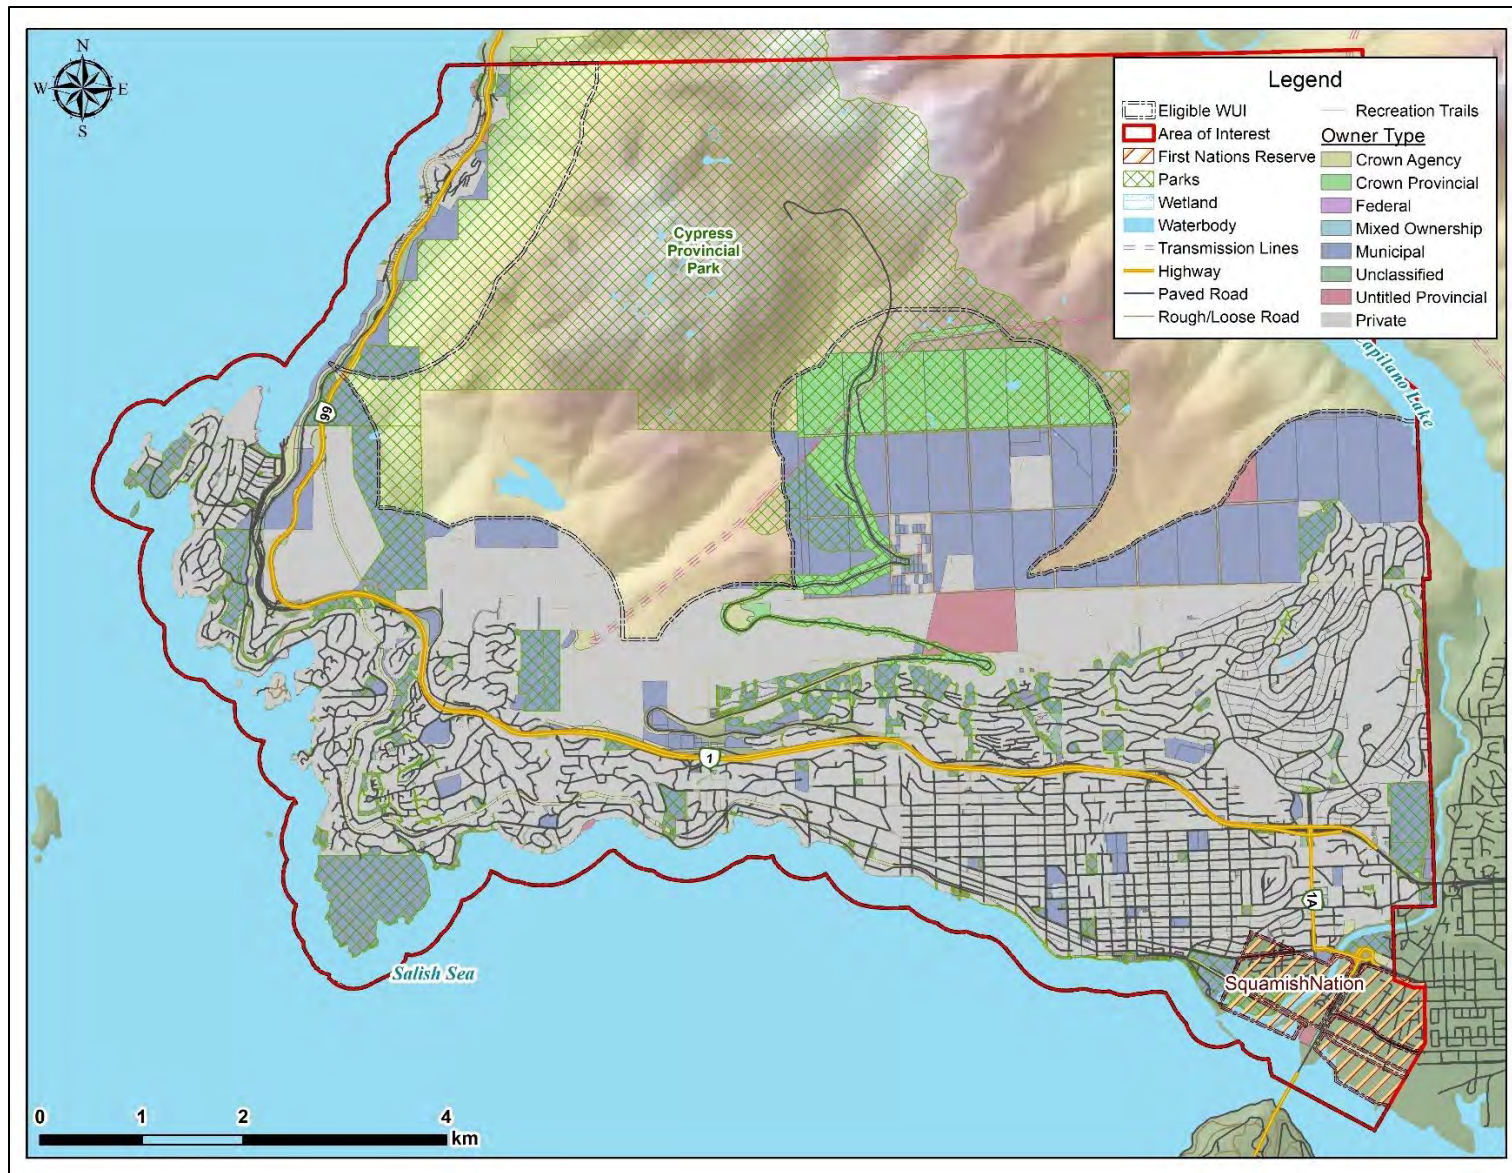 N
W E
S
Legend
Eligible WUI
Area of Interest
First Nations Reserve
Parks
Wetland
Waterbody
Transmission Lines
Highway
Paved Road
Rough/Loose Road
Recreation Trails
Owner Type
Crown Agency
Crown Provincial
Federal
Mixed Ownership
Municipal
Unclassified
Untitled Provincial
Private
Cypress
Provincial
Park
Capilano Lake
99
1
1A
Salish Sea
SquamishNation
0 1 2 4
km